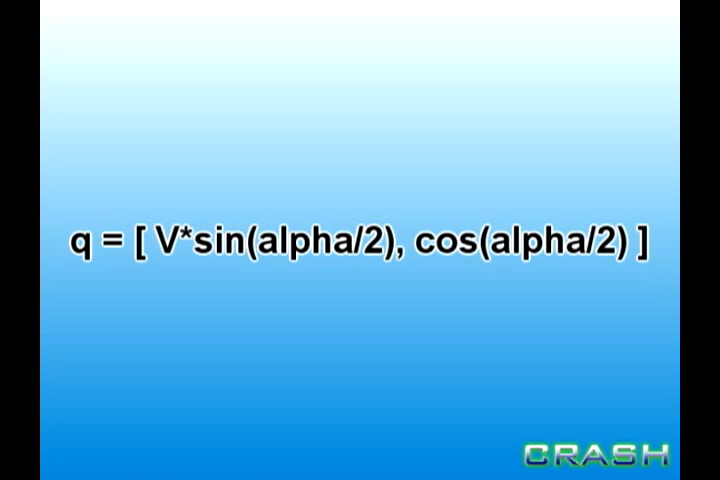 q = [ V*sin(alpha/2), cos(alpha/2) ]
CRASH